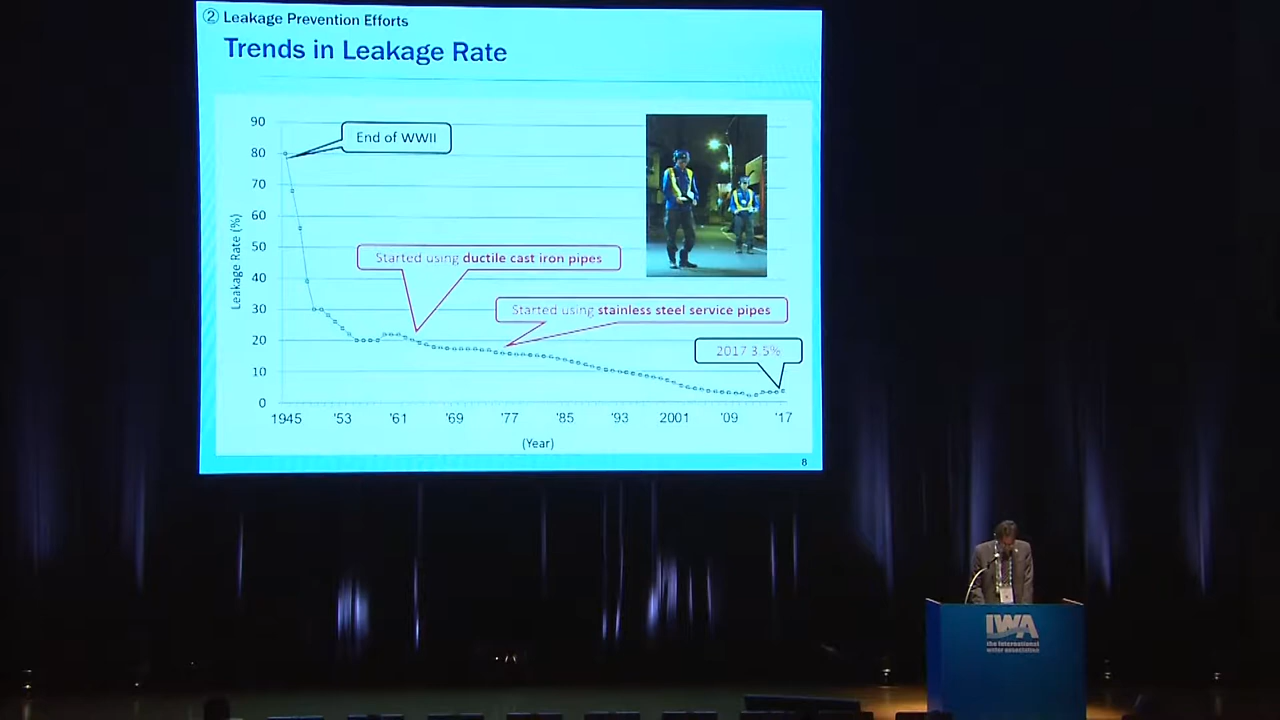 ② Leakage Prevention Efforts
Trends in Leakage Rate
90
80
70
60
50
40
30
20
10
0
Leakage Rate (%)
End of WWII
Started using ductile cast iron pipes
Started using stainless steel service pipes
2017 3.5%
1945 '53 '61 '69 '77 '85 '93 2001 '09 '17
(Year)
8
IWA
the international
water association